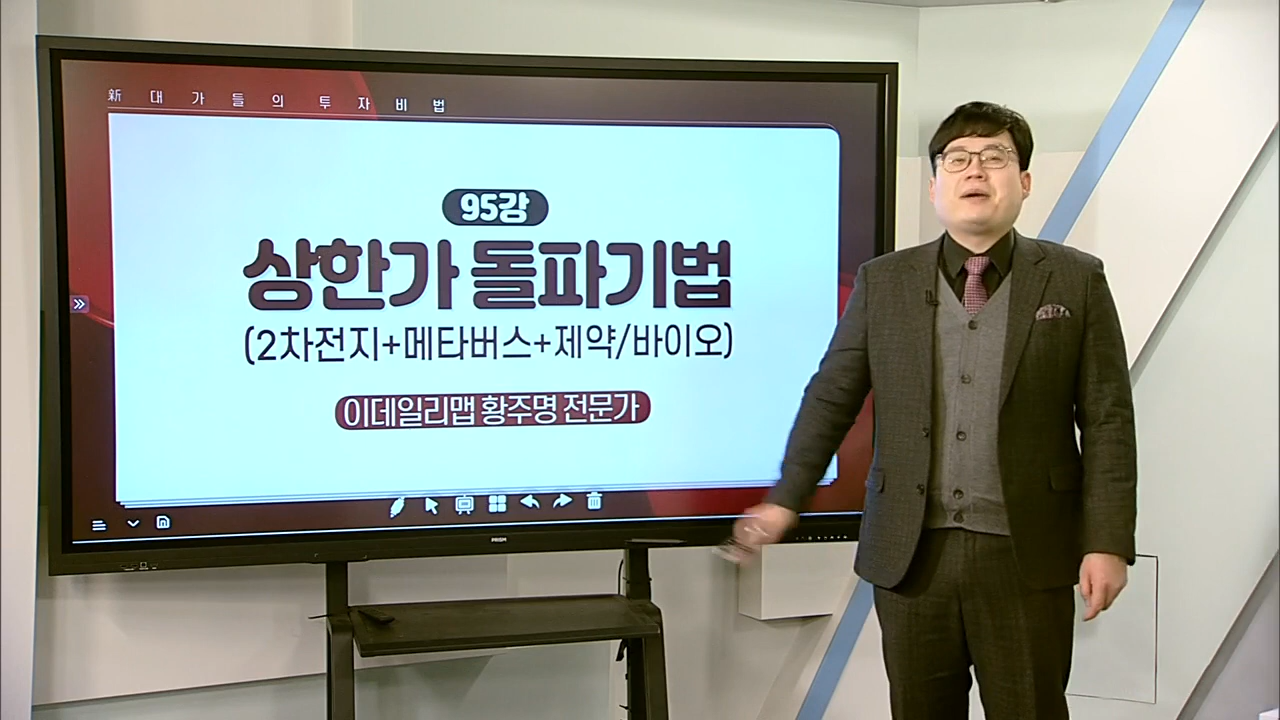 新 대 가 들 의 투 자 비 법
95강
상한가 돌파기법
(2차전지+메타버스+제약/바이오)
이데일리맵 황주명 전문가
PRISM